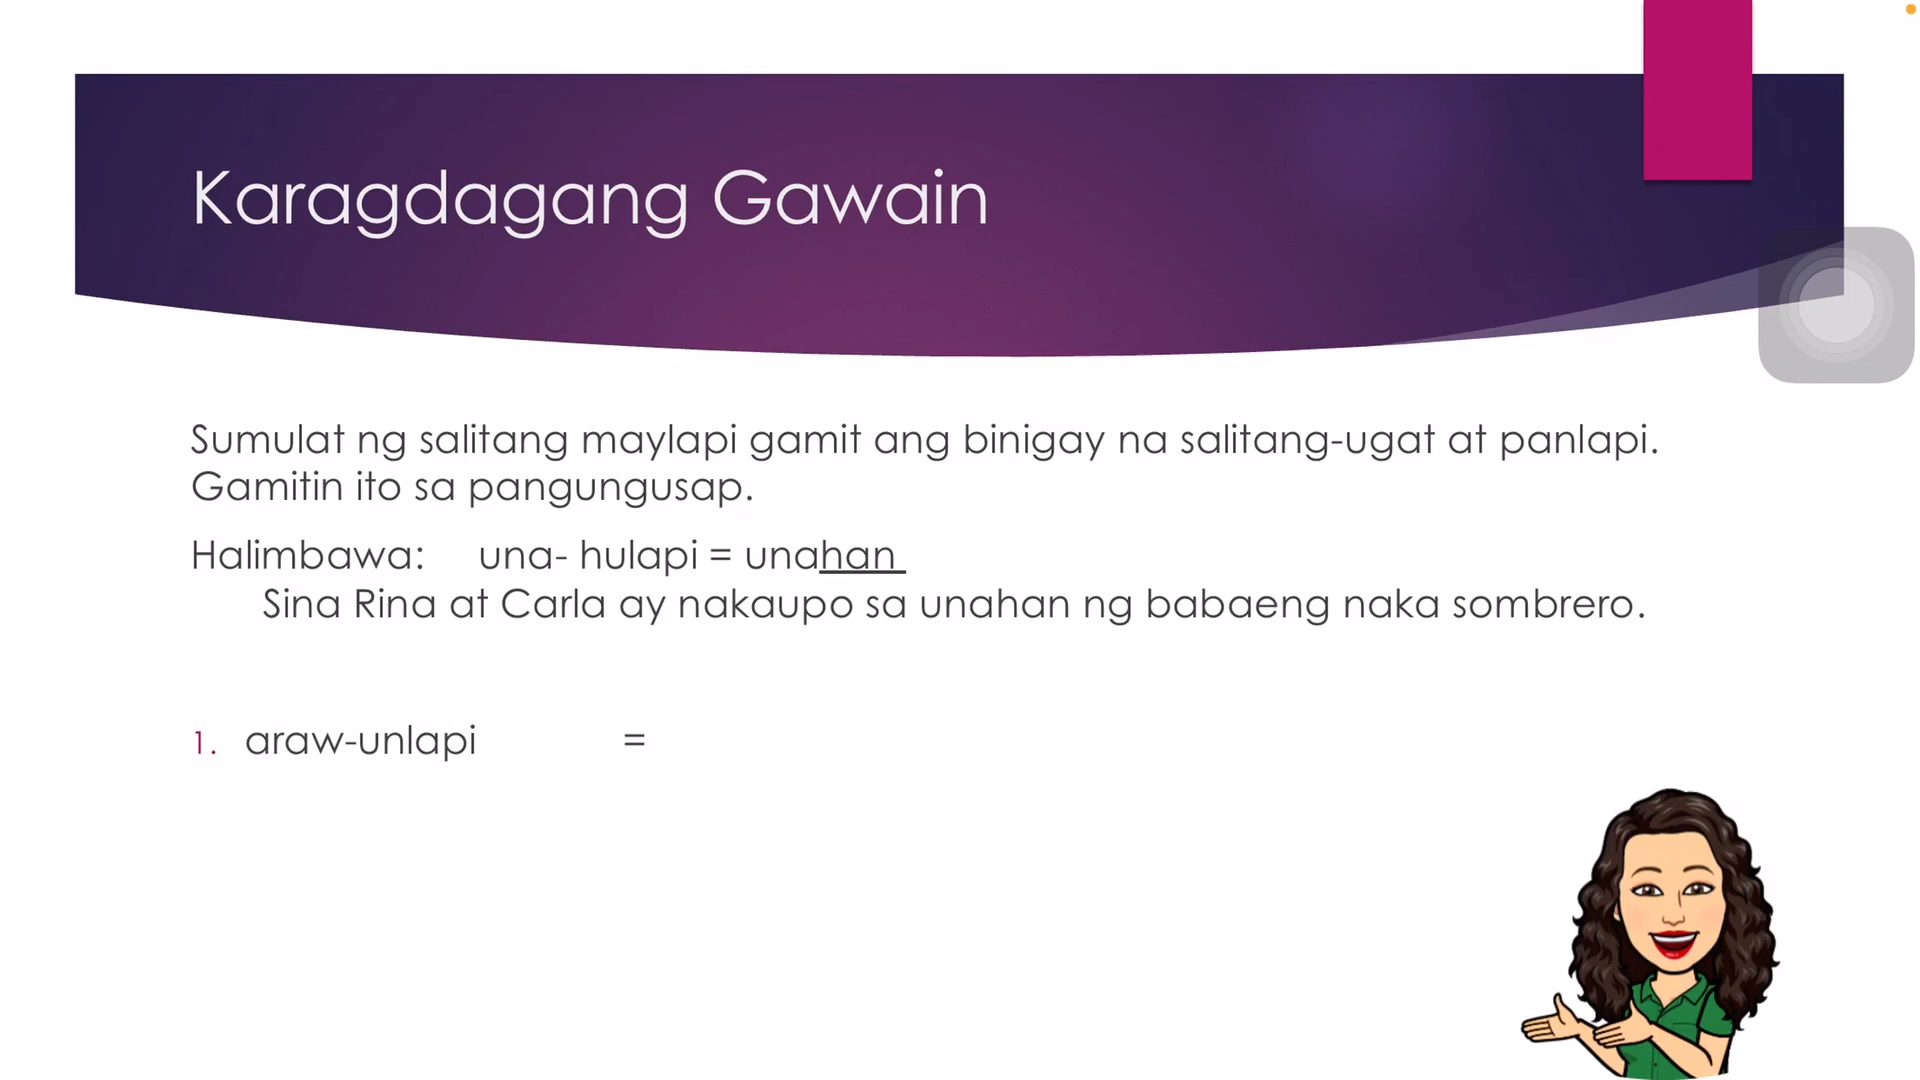 Karagdagang Gawain
Sumulat ng salitang maylapi gamit ang binigay na salitang-ugat at panlapi.
Gamitin ito sa pangungusap.
Halimbawa: una- hulapi = unahan
Sina Rina at Carla ay nakaupo sa unahan ng babaeng naka sombrero.
1. araw-unlapi =